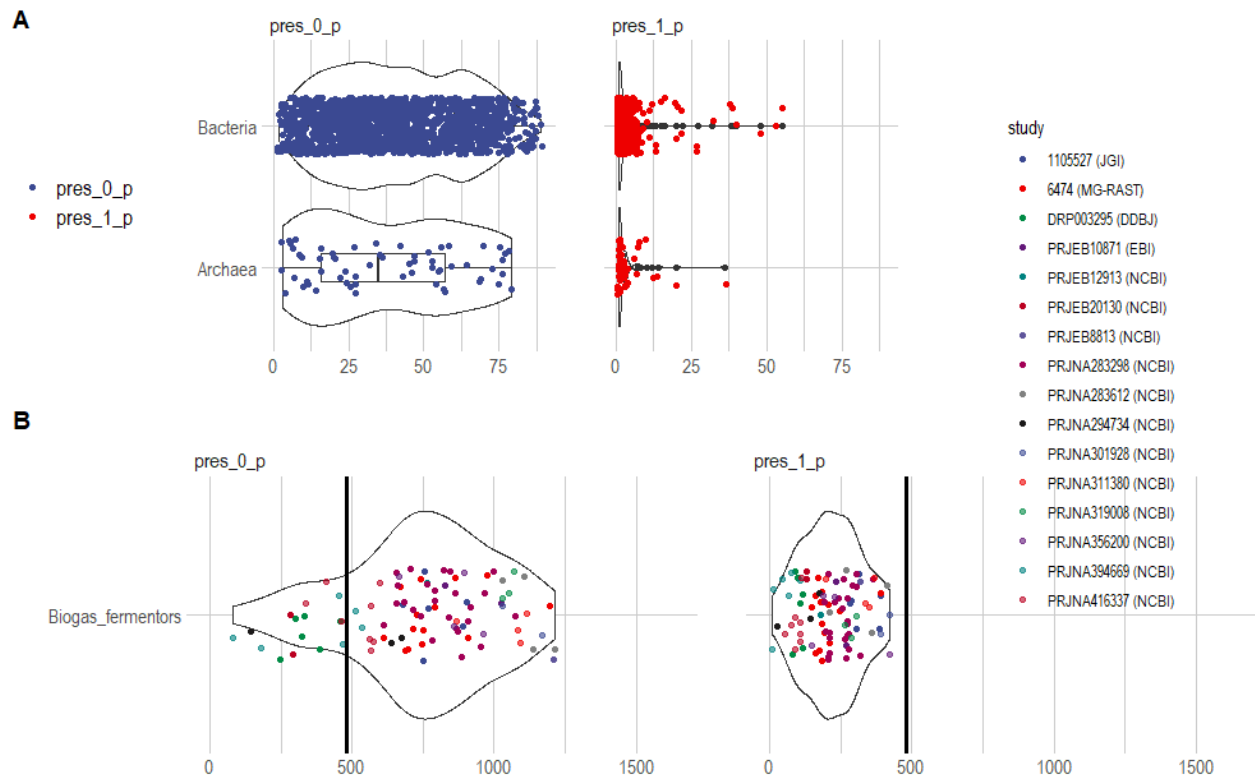 A
pres_0_p
pres_1_p
Bacteria
Archaea
pres_0_p
pres_1_p
0 25 50 75
0 25 50 75
study
1105527 (JGI)
6474 (MG-RAST)
DRP003295 (DDBJ)
PRJEB10871 (EBI)
PRJEB12913 (NCBI)
PRJEB20130 (NCBI)
PRJEB8813 (NCBI)
PRJNA283298 (NCBI)
PRJNA283612 (NCBI)
PRJNA294734 (NCBI)
PRJNA301928 (NCBI)
PRJNA311380 (NCBI)
PRJNA319008 (NCBI)
PRJNA356200 (NCBI)
PRJNA394669 (NCBI)
PRJNA416337 (NCBI)
B
pres_0_p
pres_1_p
Biogas_fermentors
0 500 1000 1500
0 500 1000 1500